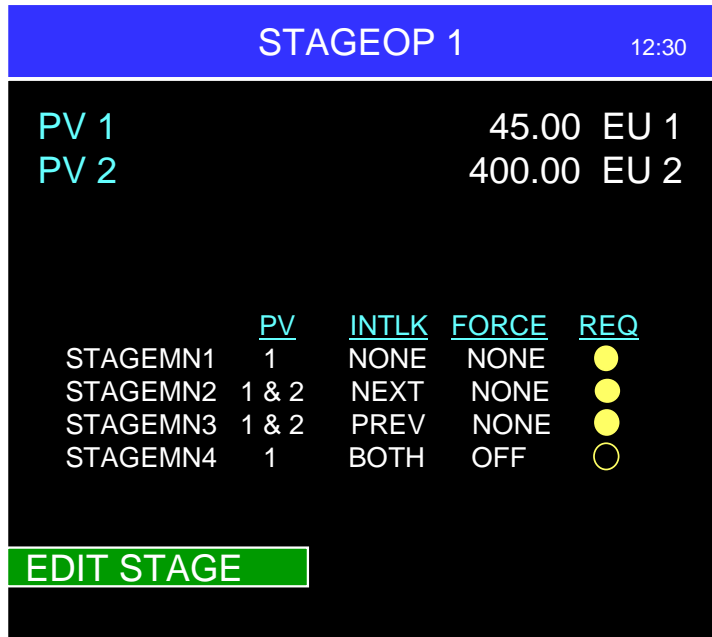 STAGEOP 1 12:30
PV 1 45.00 EU 1
PV 2 400.00 EU 2
PV INTLK FORCE REQ
STAGEMN1 1 NONE NONE
STAGEMN2 1 & 2 NEXT NONE
STAGEMN3 1 & 2 PREV NONE
STAGEMN4 1 BOTH OFF
EDIT STAGE